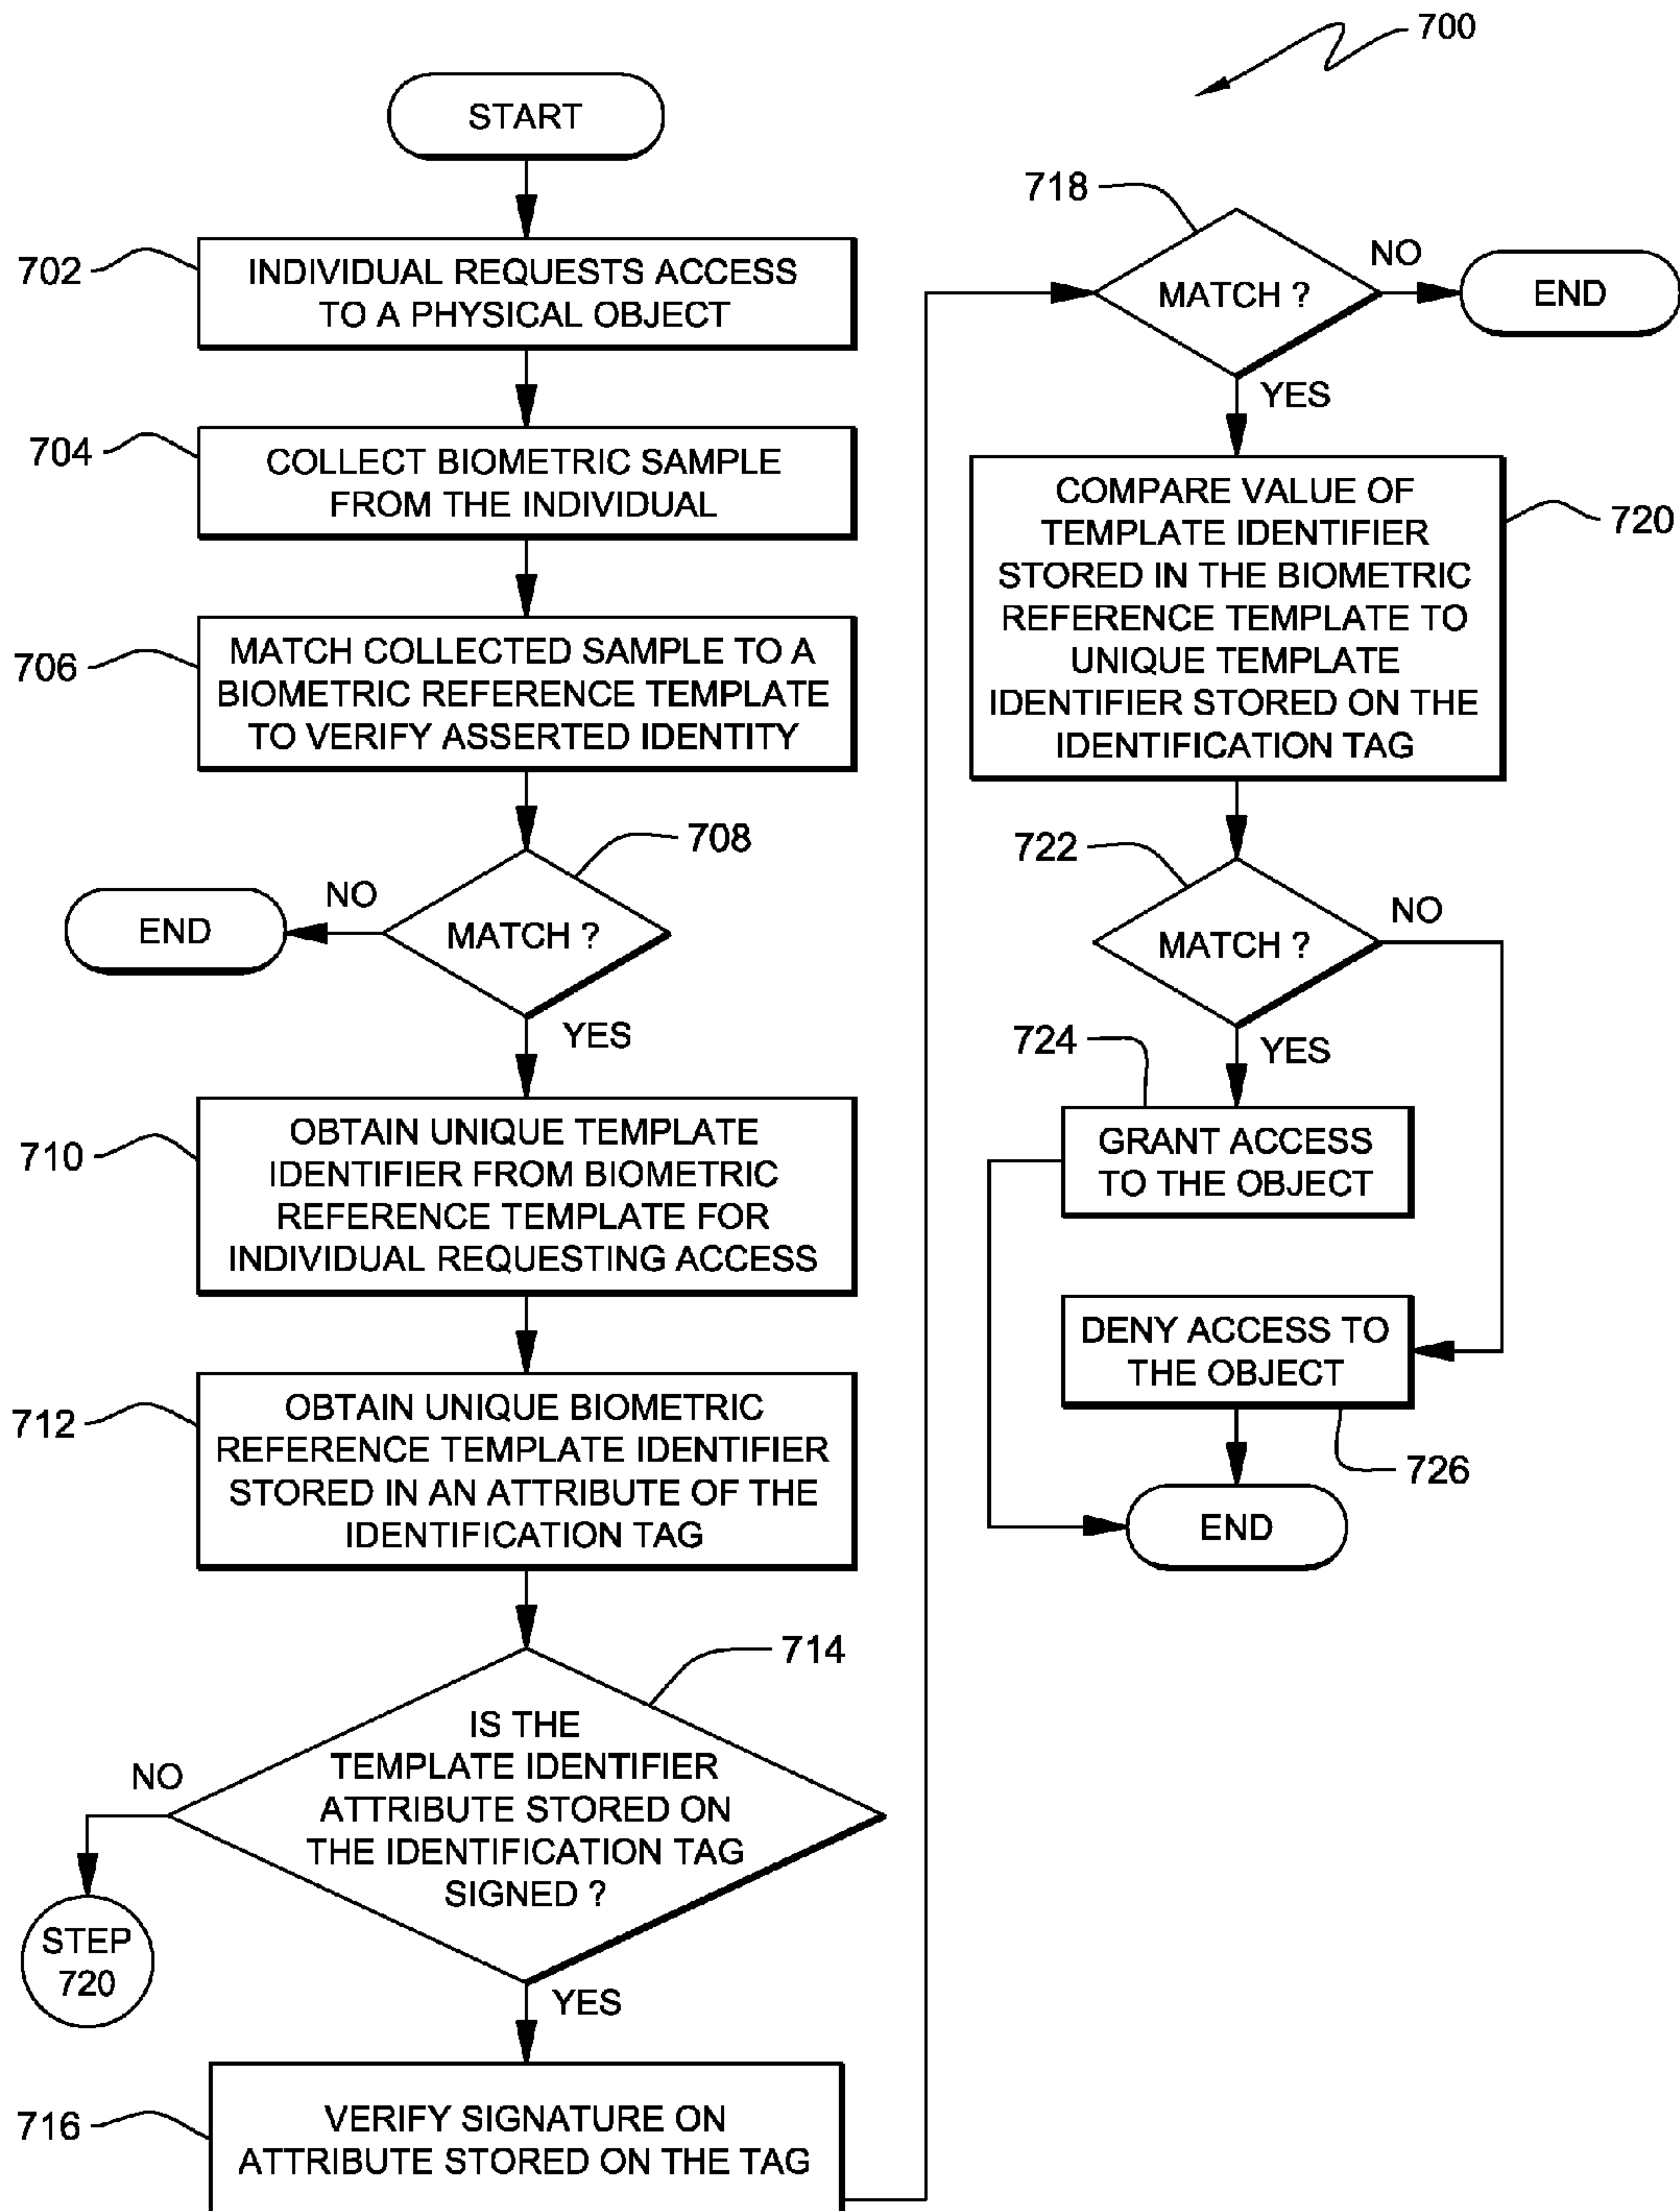 700
START
702
INDIVIDUAL REQUESTS ACCESS
TO A PHYSICAL OBJECT
704
COLLECT BIOMETRIC SAMPLE
FROM THE INDIVIDUAL
706
MATCH COLLECTED SAMPLE TO A
BIOMETRIC REFERENCE TEMPLATE
TO VERIFY ASSERTED IDENTITY
708
MATCH ?
NO
END
YES
710
OBTAIN UNIQUE TEMPLATE
IDENTIFIER FROM BIOMETRIC
REFERENCE TEMPLATE FOR
INDIVIDUAL REQUESTING ACCESS
712
OBTAIN UNIQUE BIOMETRIC
REFERENCE TEMPLATE IDENTIFIER
STORED IN AN ATTRIBUTE OF THE
IDENTIFICATION TAG
714
IS THE
TEMPLATE IDENTIFIER
ATTRIBUTE STORED ON
THE IDENTIFICATION TAG
SIGNED ?
NO
STEP
720
YES
716
VERIFY SIGNATURE ON
ATTRIBUTE STORED ON THE TAG
718
MATCH ?
NO
END
YES
720
COMPARE VALUE OF
TEMPLATE IDENTIFIER
STORED IN THE BIOMETRIC
REFERENCE TEMPLATE TO
UNIQUE TEMPLATE
IDENTIFIER STORED ON THE
IDENTIFICATION TAG
722
MATCH ?
NO
YES
724
GRANT ACCESS
TO THE OBJECT
DENY ACCESS TO
THE OBJECT
726
END